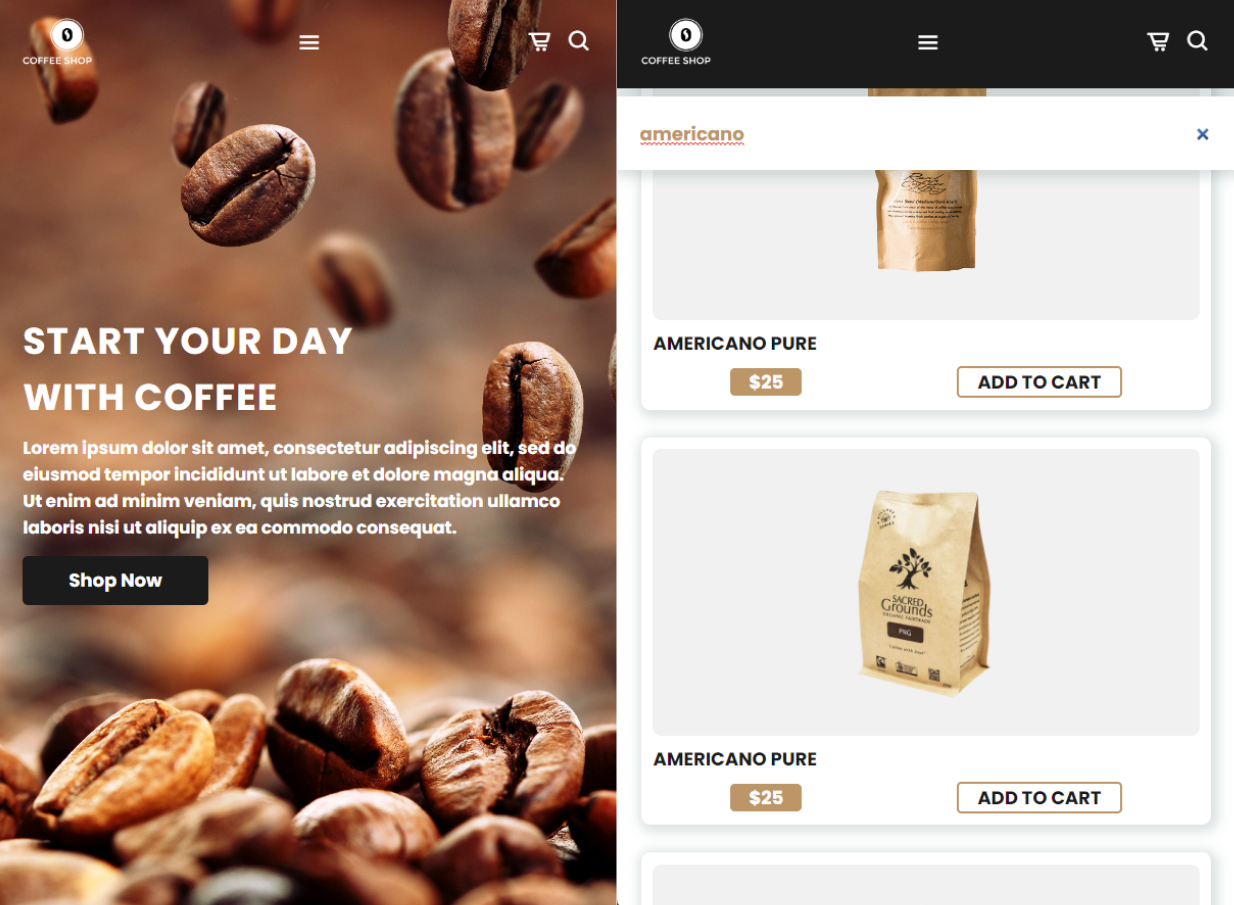 COFFEE SHOP
START YOUR DAY
WITH COFFEE
Lorem ipsum dolor sit amet, consectetur adipiscing elit, sed do
eiusmod tempor incididunt ut labore et dolore magna aliqua.
Ut enim ad minim veniam, quis nostrud exercitation ullamco
laboris nisi ut aliquip ex ea commodo consequat.
Shop Now
COFFEE SHOP
americano
AMERICANO PURE
$25 ADD TO CART
SACRED
Grounds
ORGANIC FAIRTRADE
PNG
AMERICANO PURE
$25 ADD TO CART